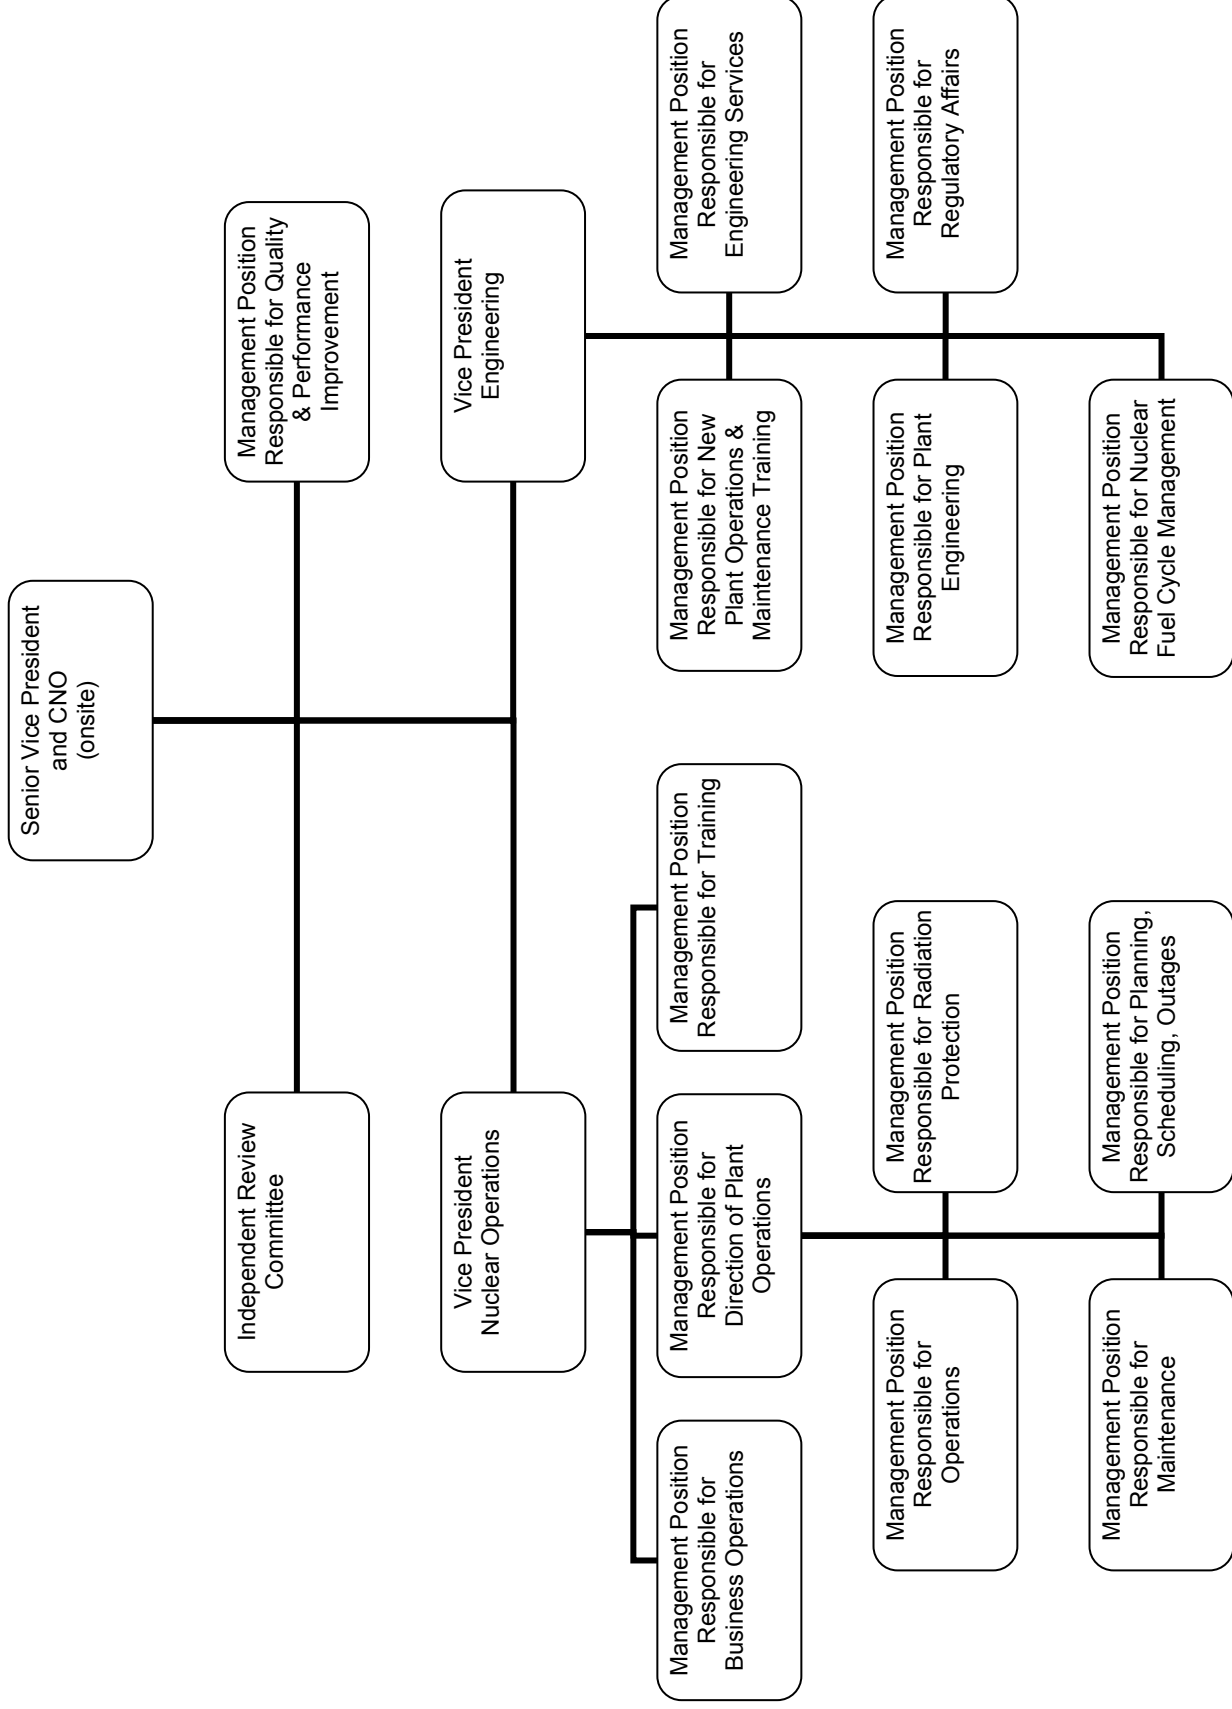 Senior Vice President
and CNO
(onsite)
Independent Review
Committee
Management Position
Responsible for Quality
& Performance
Improvement
Vice President
Nuclear Operations
Vice President
Engineering
Management Position
Responsible for
Business Operations
Management Position
Responsible for
Direction of Plant
Operations
Management Position
Responsible for Training
Management Position
Responsible for New
Plant Operations &
Maintenance Training
Management Position
Responsible for
Engineering Services
Management Position
Responsible for
Operations
Management Position
Responsible for Radiation
Protection
Management Position
Responsible for Plant
Engineering
Management Position
Responsible for
Regulatory Affairs
Management Position
Responsible for
Maintenance
Management Position
Responsible for Planning,
Scheduling, Outages
Management Position
Responsible for Nuclear
Fuel Cycle Management